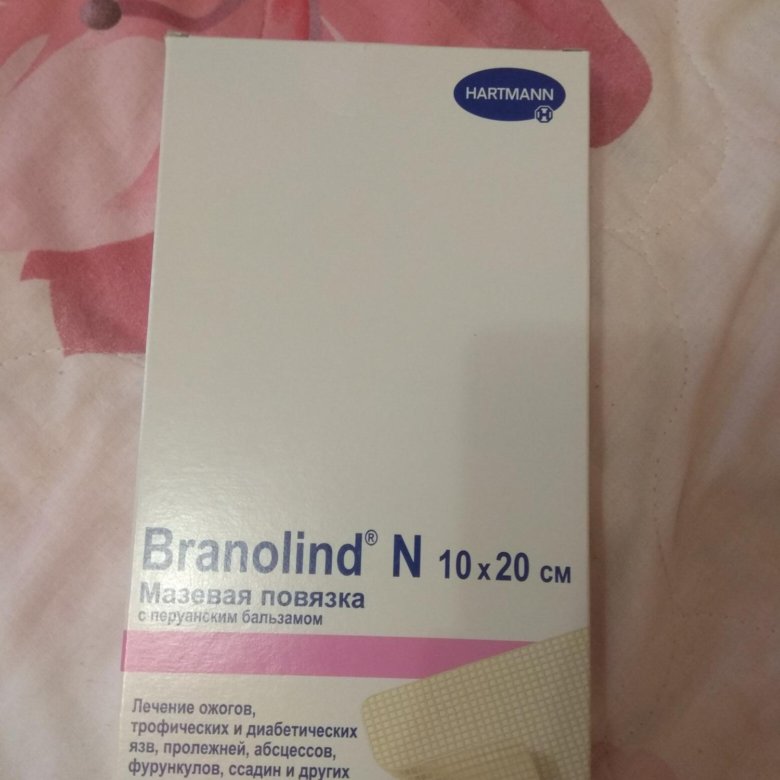 HARTMANN
Branolind® N 10 x 20 см
Мазевая повязка
с перуанским бальзамом
Лечение ожогов,
трофических и диабетических
язв, пролежней, абсцессов,
фурункулов, ссадин и других